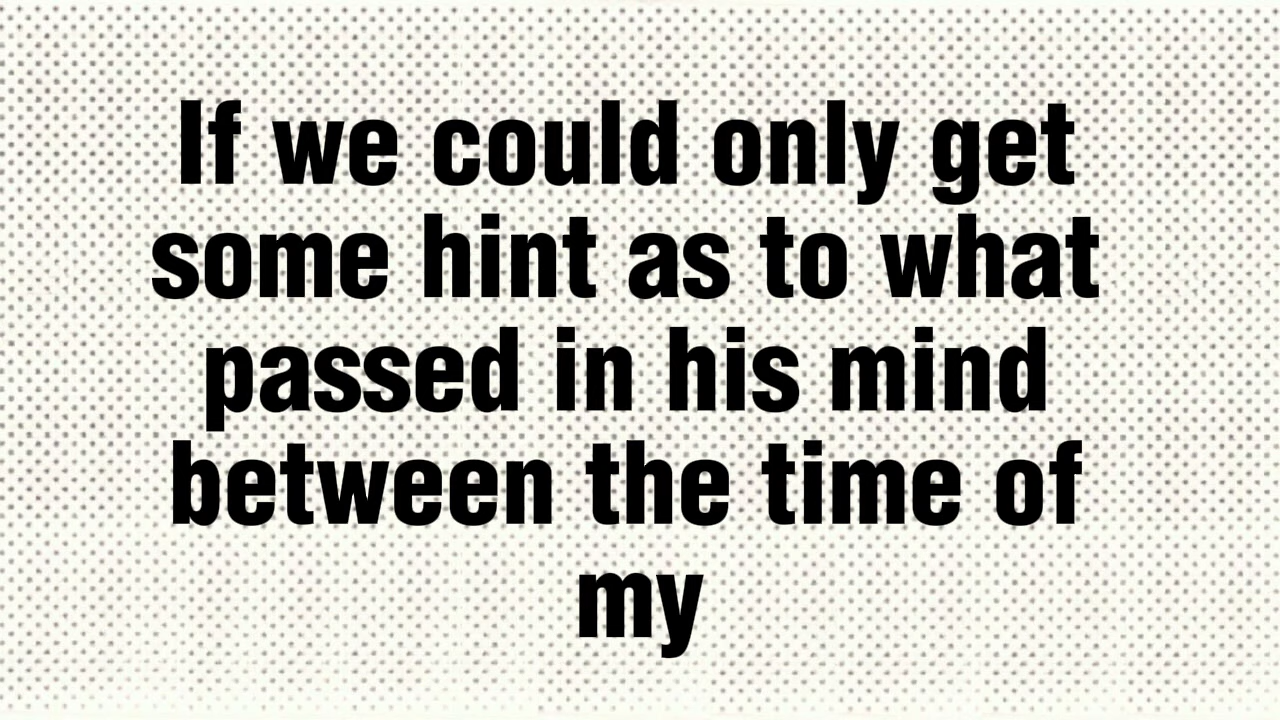 If we could only get
some hint as to what
passed in his mind
between the time of
my